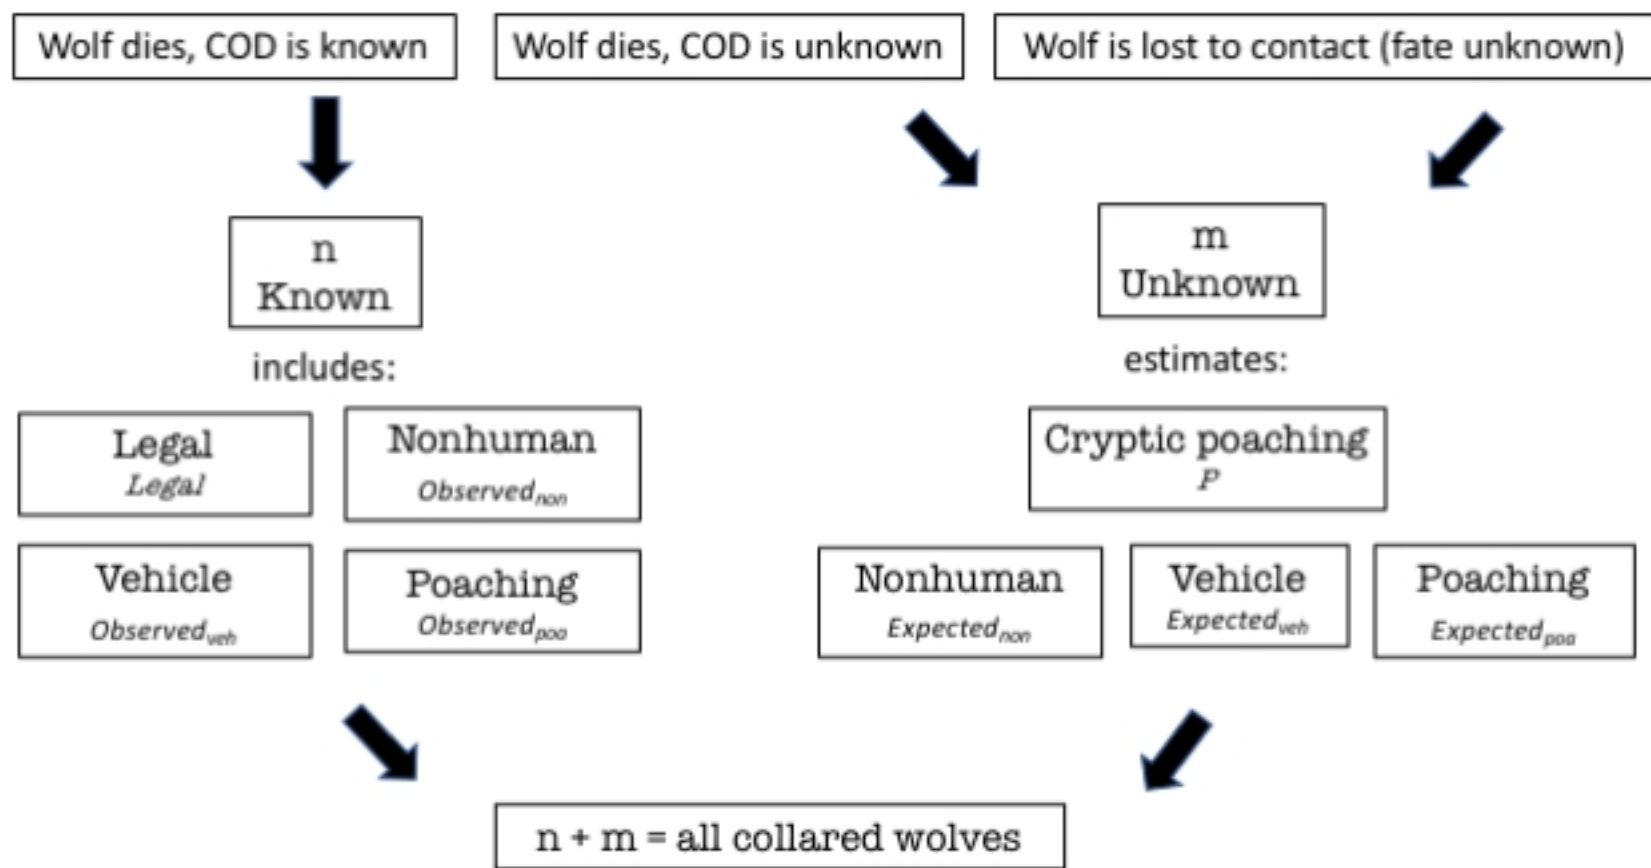 Wolf dies, COD is known
Wolf dies, COD is unknown
Wolf is lost to contact (fate unknown)
n
Known
m
Unknown
includes:
estimates:
Legal
Legal
Nonhuman
Observednon
Cryptic poaching
P
Vehicle
Observedveh
Poaching
Observedpoa
Nonhuman
Expectednon
Vehicle
Expectedveh
Poaching
Expectedpoa
n + m = all collared wolves